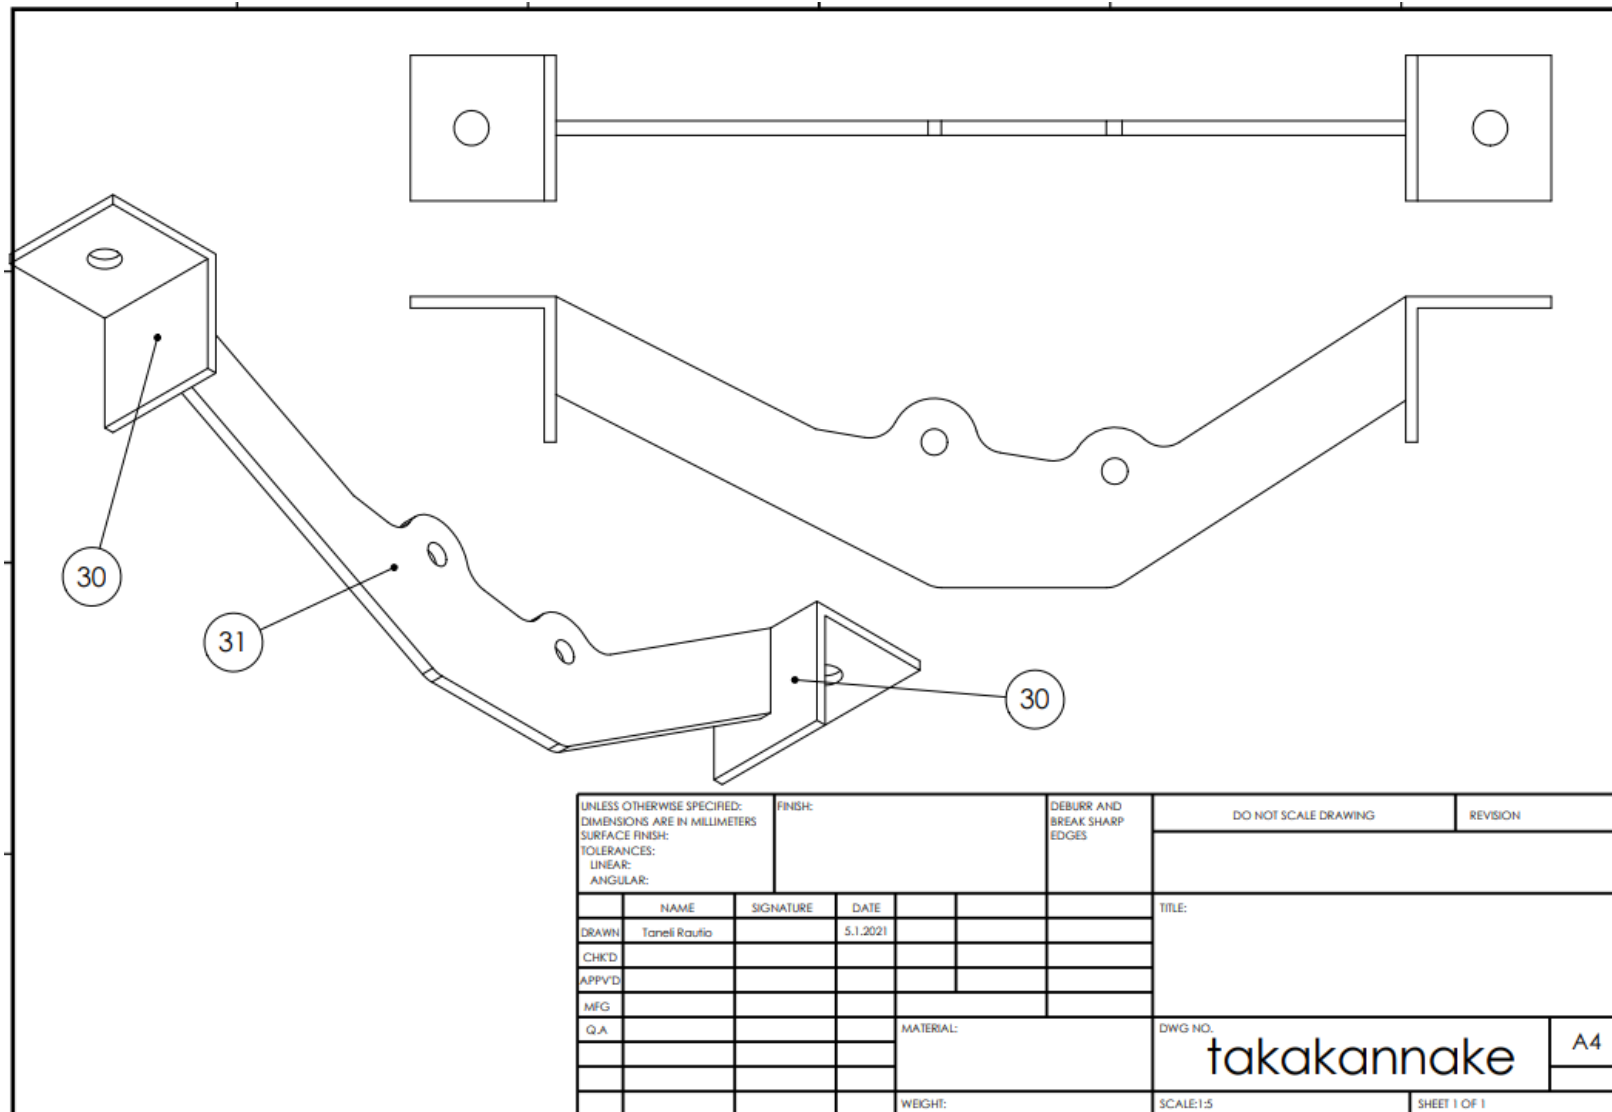 30
31
30
UNLESS OTHERWISE SPECIFIED:
DIMENSIONS ARE IN MILLIMETERS
SURFACE FINISH:
TOLERANCES:
LINEAR:
ANGULAR:
FINISH:
DEBURR AND
BREAK SHARP
EDGES
DO NOT SCALE DRAWING
REVISION
NAME
SIGNATURE
DATE
TITLE:
DRAWN
Taneli Rautio
5.1.2021
CHK'D
APPV'D
MFG
Q.A
MATERIAL:
DWG NO.
takakannake
A4
WEIGHT:
SCALE:1:5
SHEET 1 OF 1